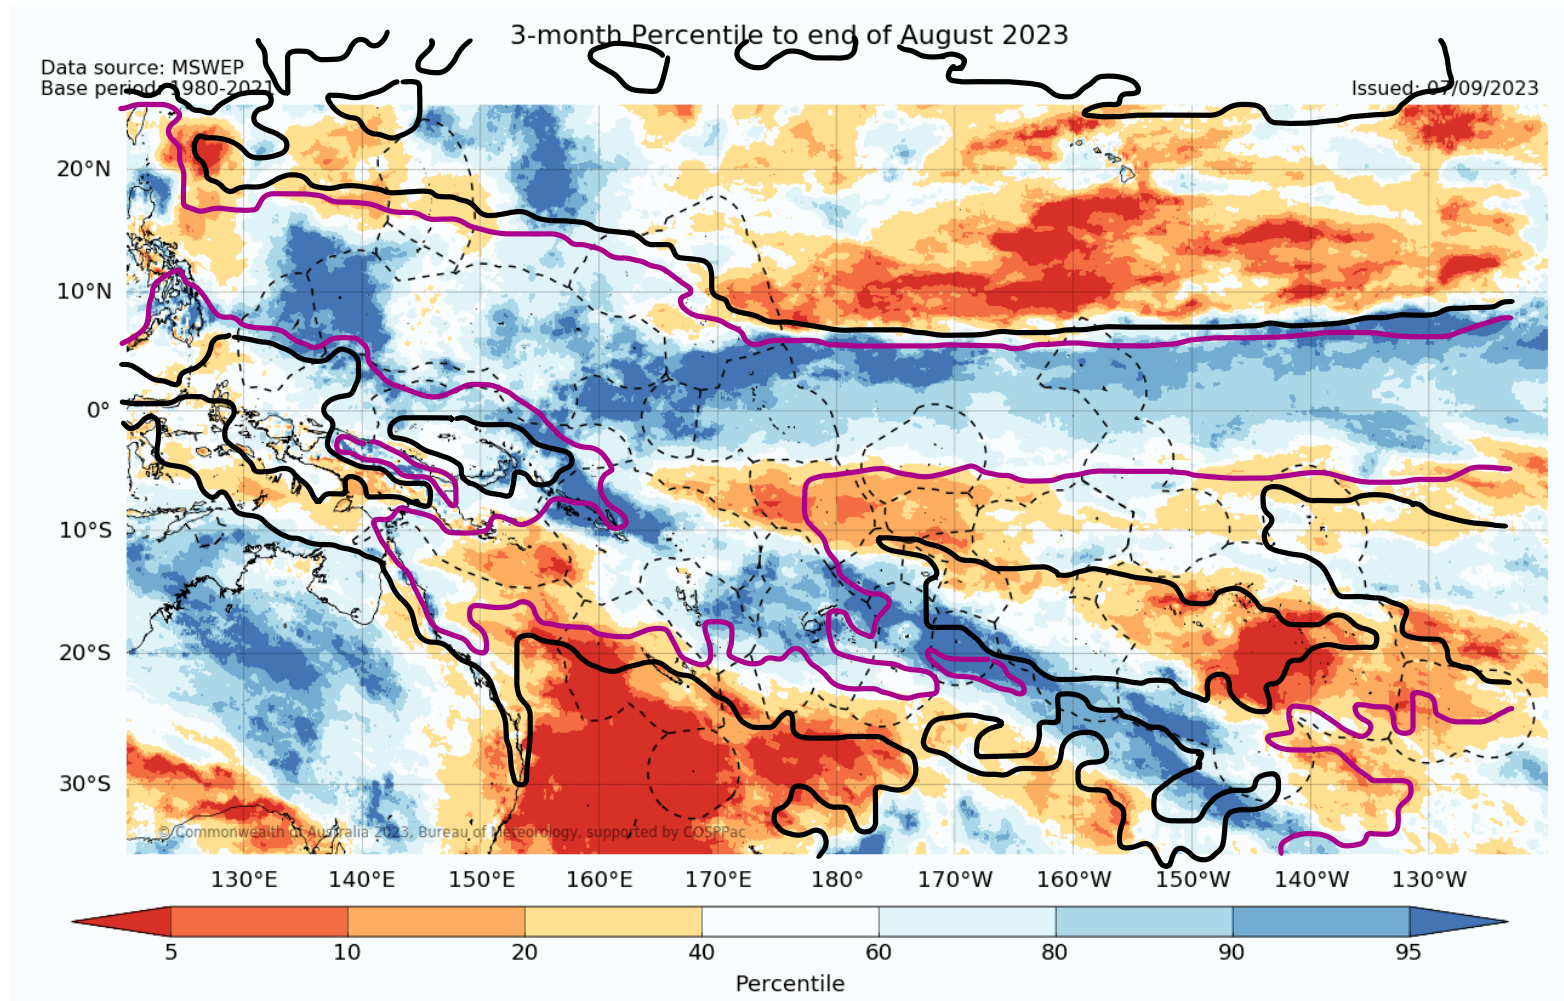 3-month Percentile to end of August 2023
Data source: MSWEP
Base period: 1980-2021
Issued: 07/09/2023
20°N
10°N
0°
10°S
20°S
30°S
© Commonwealth of Australia 2023, Bureau of Meteorology, supported by COSPPac
130°E 140°E 150°E 160°E 170°E 180° 170°W 160°W 150°W 140°W 130°W
5 10 20 40 60 80 90 95
Percentile